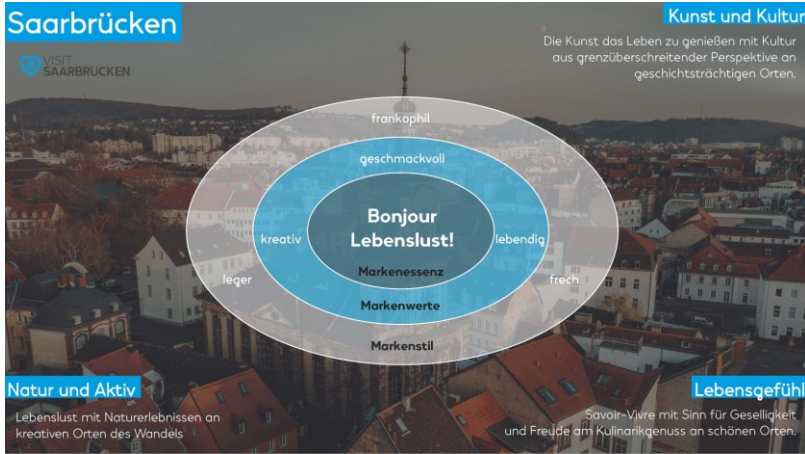 Saarbrücken
VISIT
SAARBRÜCKEN
Kunst und Kultur
Die Kunst das Leben zu genießen mit Kultur
aus grenzüberschreitender Perspektive an
geschichtsträchtigen Orten.
frankophil
geschmackvoll
Bonjour
Lebenslust!
kreativ
lebendig
Markenessenz
leger
frech
Markenwerte
Markenstil
Natur und Aktiv
Lebenslust mit Naturerlebnissen an
kreativen Orten des Wandels
Lebensgefühl
Savoir-Vivre mit Sinn für Geselligkeit
und Freude am Kulinarikgenuss an schönen Orten.